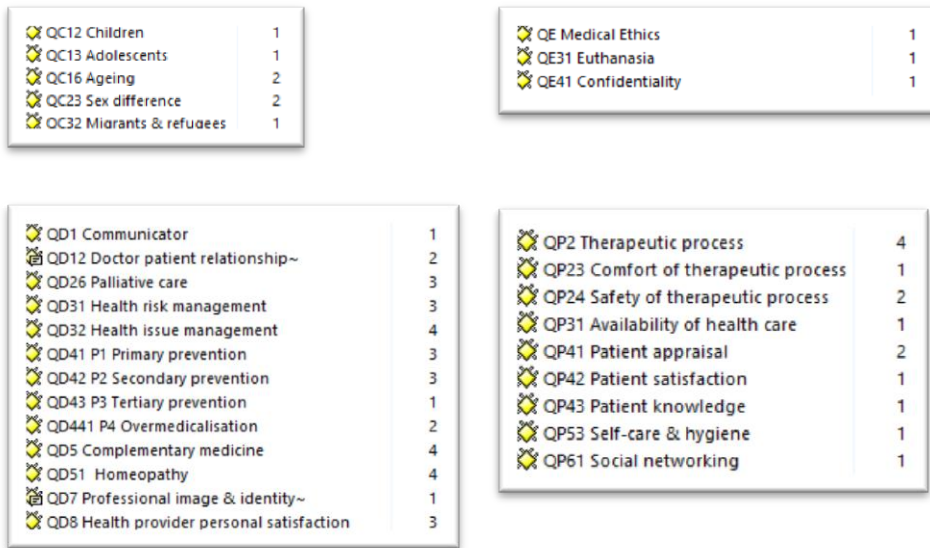 QC12 Children 1
QC13 Adolescents 1
QC16 Ageing 2
QC23 Sex difference 2
QC32 Migrants & refugees 1
QE Medical Ethics 1
QE31 Euthanasia 1
QE41 Confidentiality 1
QD1 Communicator 1
QD12 Doctor patient relationship~ 2
QD26 Palliative care 3
QD31 Health risk management 3
QD32 Health issue management 4
QD41 P1 Primary prevention 3
QD42 P2 Secondary prevention 3
QD43 P3 Tertiary prevention 1
QD441 P4 Overmedicalisation 2
QD5 Complementary medicine 4
QD51 Homeopathy 4
QD7 Professional image & identity~ 1
QD8 Health provider personal satisfaction 3
QP2 Therapeutic process 4
QP23 Comfort of therapeutic process 1
QP24 Safety of therapeutic process 2
QP31 Availability of health care 1
QP41 Patient appraisal 2
QP42 Patient satisfaction 1
QP43 Patient knowledge 1
QP53 Self-care & hygiene 1
QP61 Social networking 1